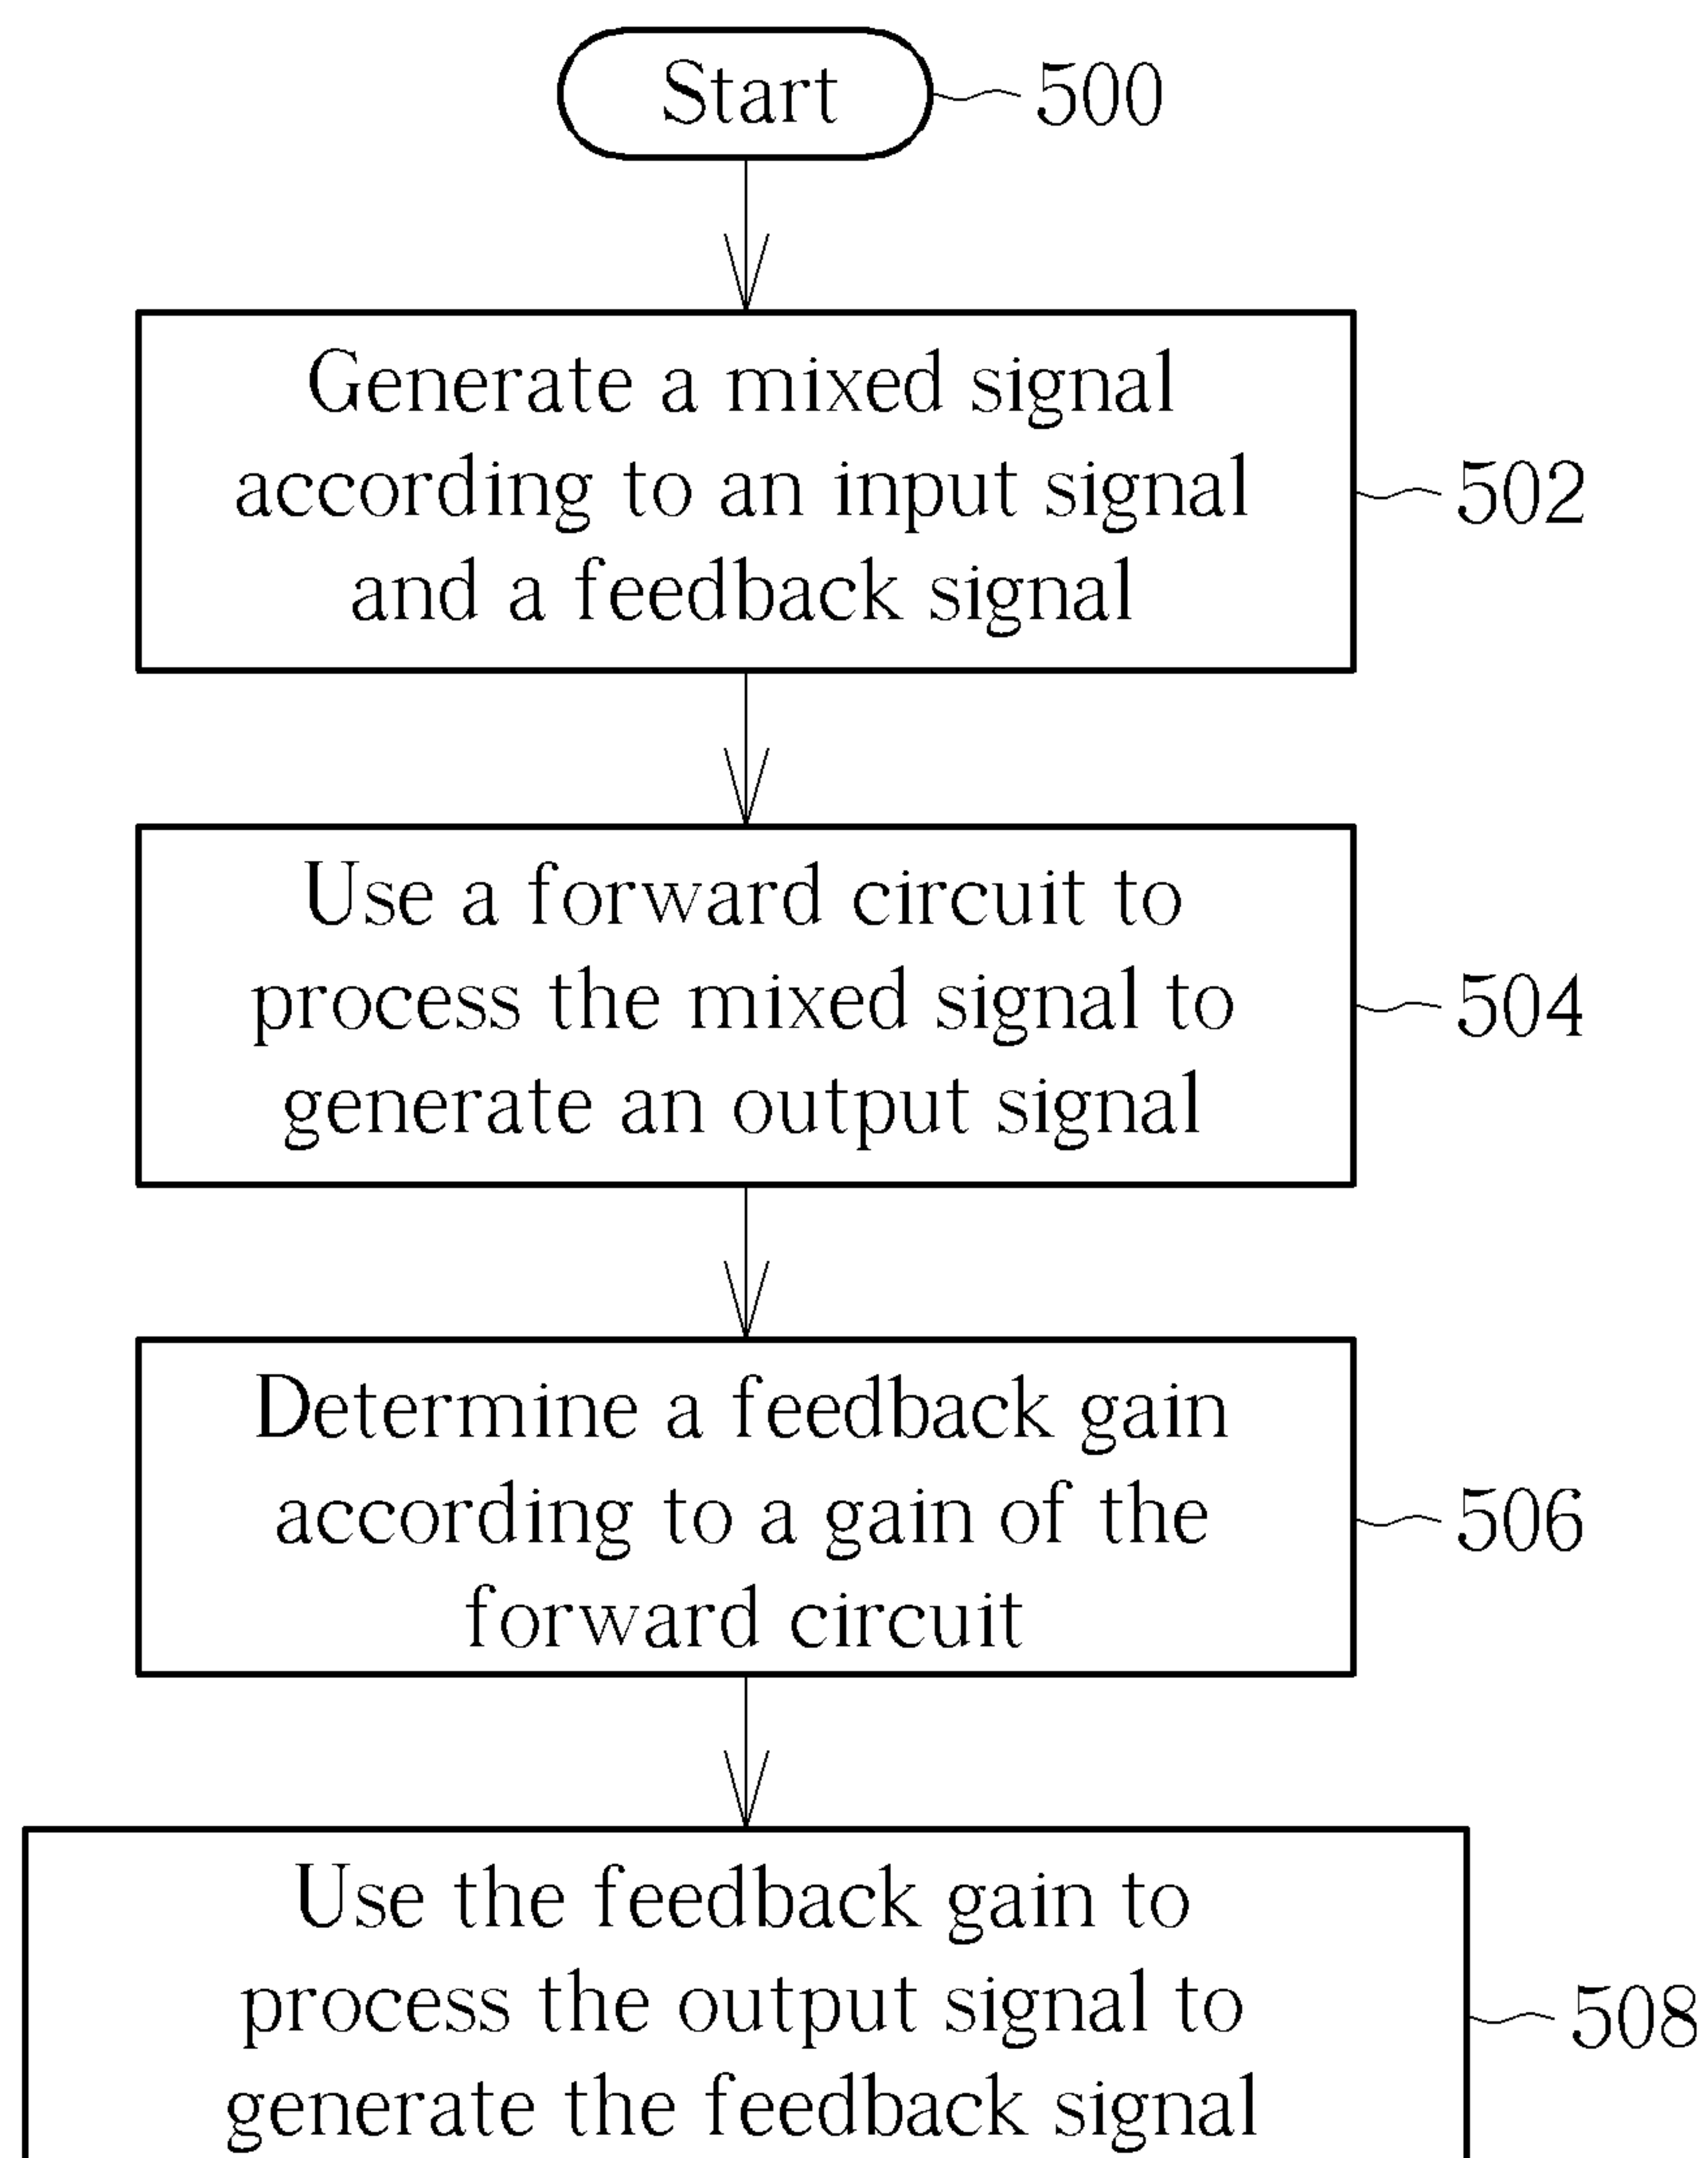 Start
500
Generate a mixed signal
according to an input signal
and a feedback signal
502
Use a forward circuit to
process the mixed signal to
generate an output signal
504
Determine a feedback gain
according to a gain of the
forward circuit
506
Use the feedback gain to
process the output signal to
generate the feedback signal
508